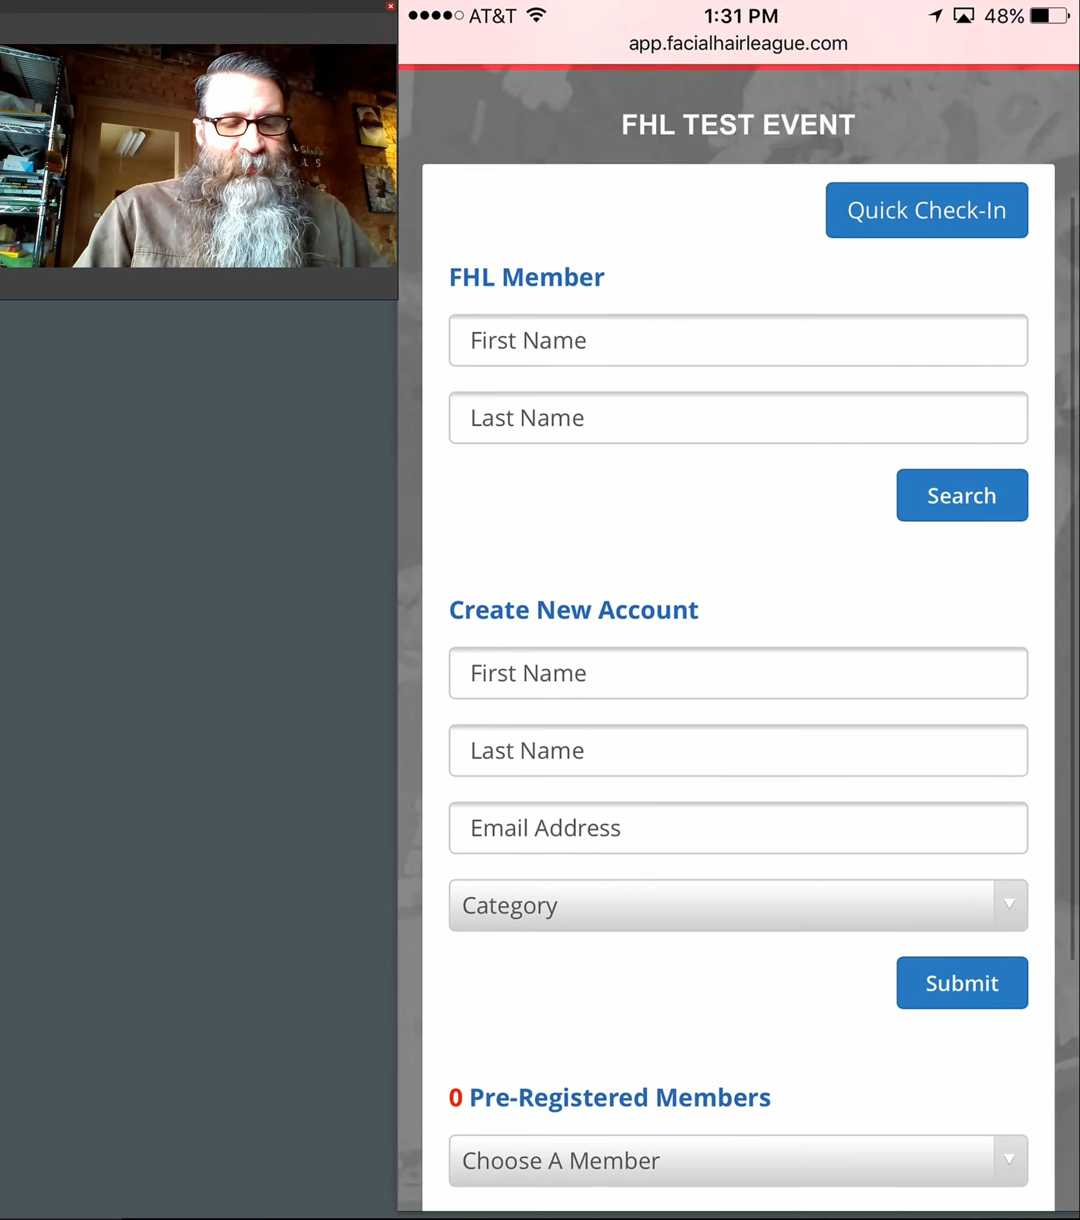 AT&T 1:31 PM 48%
app.facialhairleague.com
FHL TEST EVENT
Quick Check-In
FHL Member
First Name
Last Name
Search
Create New Account
First Name
Last Name
Email Address
Category
Submit
0 Pre-Registered Members
Choose A Member